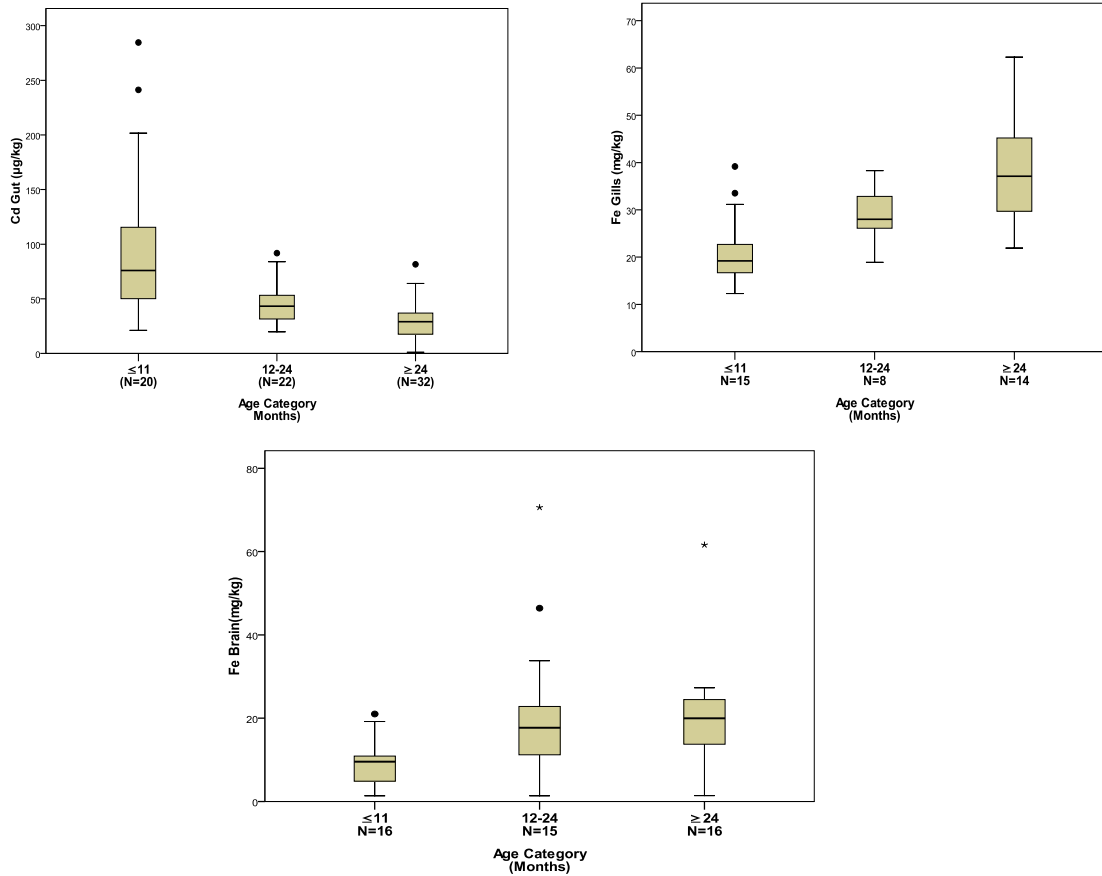 Cd Gut (µg/kg)
300
250
200
150
100
50
0
≤11
(N=20)
12-24
(N=22)
≥24
(N=32)
Age Category
Months)
Fe Gills (mg/kg)
70
60
50
40
30
20
10
0
≤11
N=15
12-24
N=8
≥24
N=14
Age Category
(Months)
Fe Brain(mg/kg)
80
60
40
20
0
≤11
N=16
12-24
N=15
≥24
N=16
Age Category
(Months)